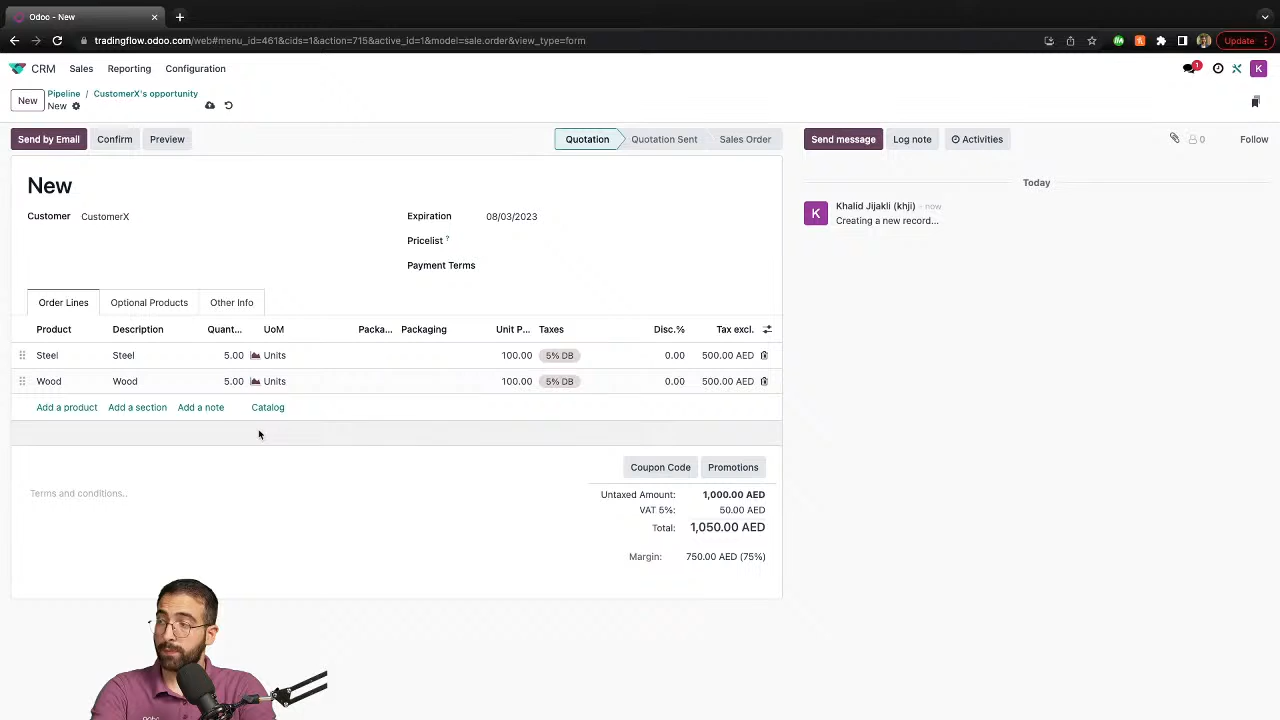 Odoo - New
tradingflow.odoo.com/web#menu_id=461&cids=1&action=715&active_id=1&model=sale.order&view_type=form
Update
CRM Sales Reporting Configuration
1
K
New
Pipeline / CustomerX's opportunity
New
Send by Email Confirm Preview
Quotation Quotation Sent Sales Order
Send message Log note Activities
0 Follow
New
Customer CustomerX
Expiration 08/03/2023
Pricelist ?
Payment Terms
Today
K
Khalid Jijakli (khji) - now
Creating a new record...
Order Lines Optional Products Other Info
Product Description Quant... UoM Packa... Packaging Unit P... Taxes Disc.% Tax excl.
Steel Steel 5.00 Units 100.00 5% DB 0.00 500.00 AED
Wood Wood 5.00 Units 100.00 5% DB 0.00 500.00 AED
Add a product Add a section Add a note Catalog
Coupon Code Promotions
Terms and conditions..
Untaxed Amount: 1,000.00 AED
VAT 5%: 50.00 AED
Total: 1,050.00 AED
Margin: 750.00 AED (75%)